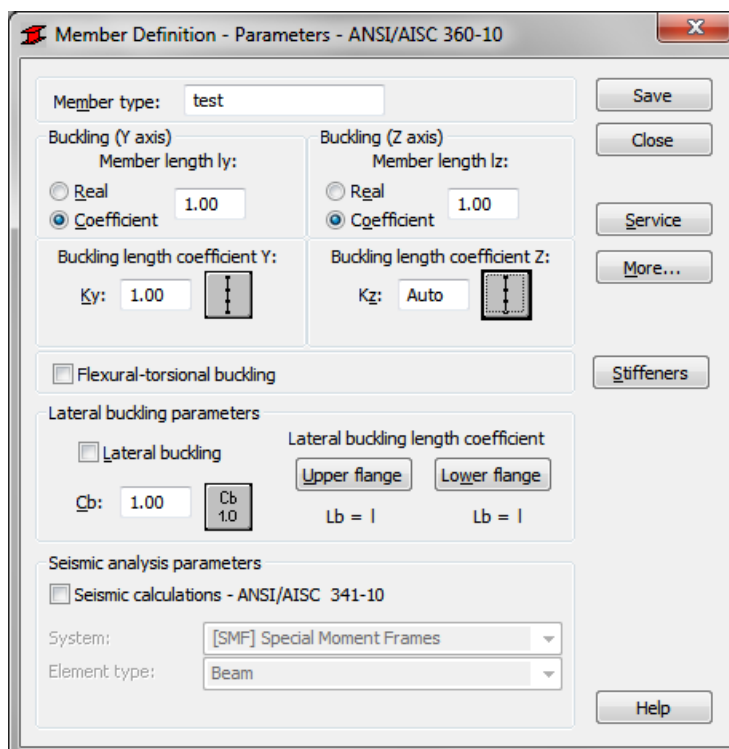 Member Definition - Parameters - ANSI/AISC 360-10
Member type: test
Save
Close
Buckling (Y axis)
Member length ly:
Real
Coefficient
1.00
Buckling (Z axis)
Member length lz:
Real
Coefficient
1.00
Service
More...
Buckling length coefficient Y:
Ky: 1.00
Buckling length coefficient Z:
Kz: Auto
Flexural-torsional buckling
Stiffeners
Lateral buckling parameters
Lateral buckling
Cb: 1.00
Cb
1.0
Lateral buckling length coefficient
Upper flange Lower flange
Lb = l Lb = l
Seismic analysis parameters
Seismic calculations - ANSI/AISC 341-10
System: [SMF] Special Moment Frames
Element type: Beam
Help